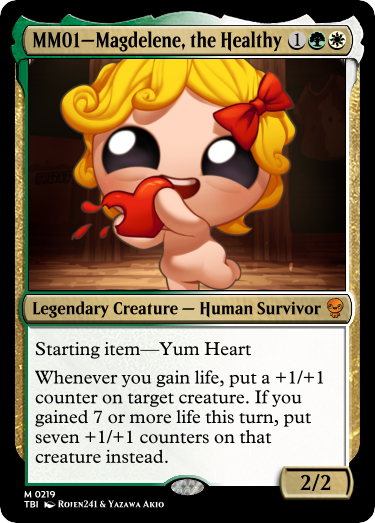 MM01—Magdelene, the Healthy 1
Legendary Creature — Human Survivor
Starting item—Yum Heart
Whenever you gain life, put a +1/+1
counter on target creature. If you
gained 7 or more life this turn, put
seven +1/+1 counters on that
creature instead.
2/2
M 0219
TBI Roien241 & Yazawa Akio